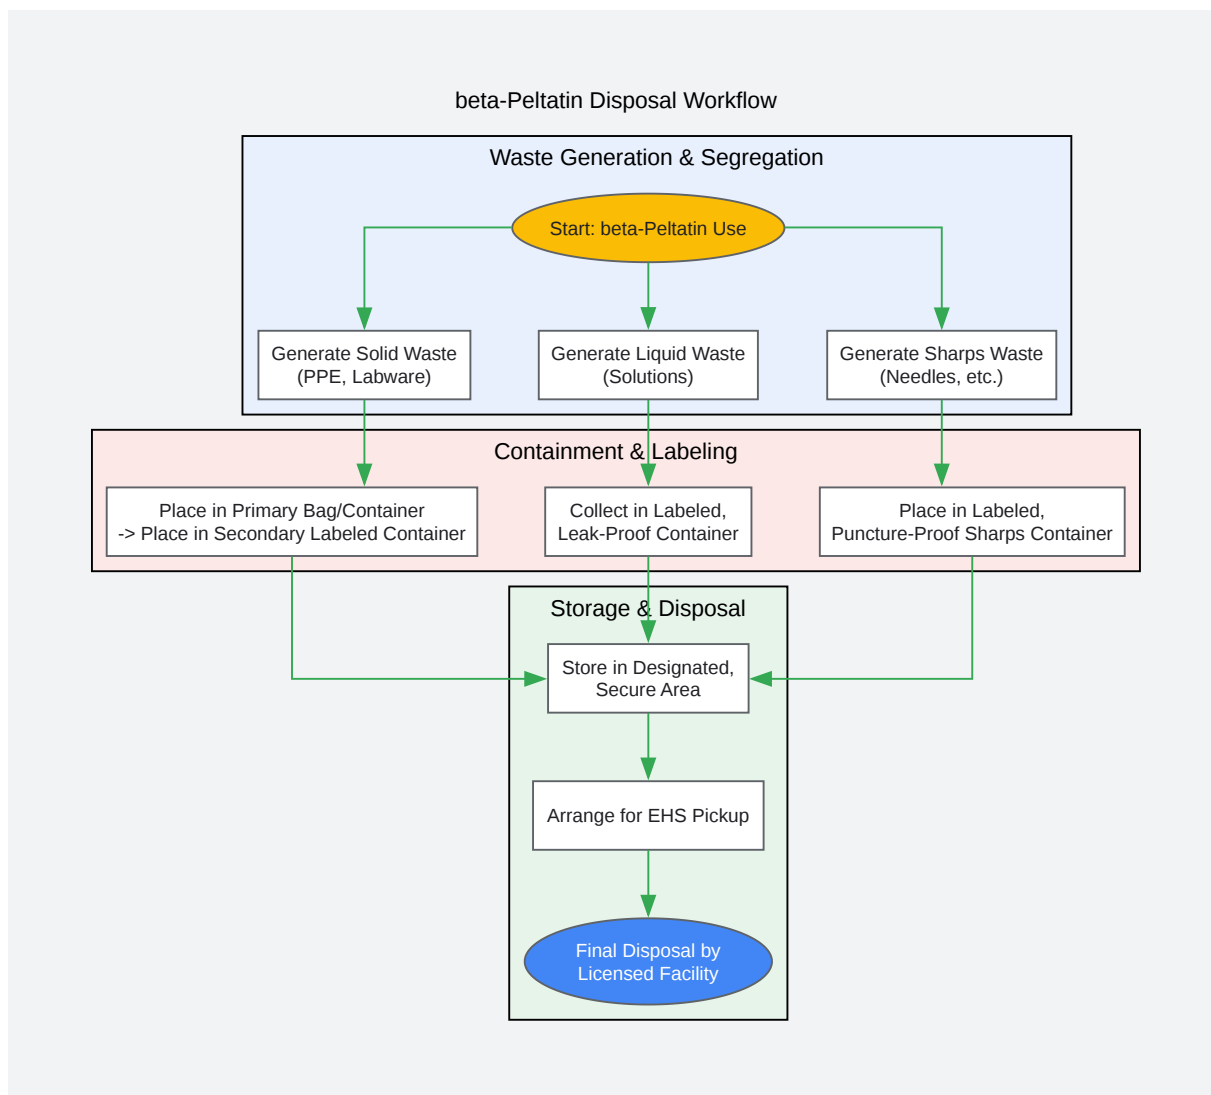 beta-Peltatin Disposal Workflow
Waste Generation & Segregation
Start: beta-Peltatin Use
Generate Solid Waste
(PPE, Labware)
Generate Liquid Waste
(Solutions)
Generate Sharps Waste
(Needles, etc.)
Containment & Labeling
Place in Primary Bag/Container
-> Place in Secondary Labeled Container
Collect in Labeled,
Leak-Proof Container
Place in Labeled,
Puncture-Proof Sharps Container
Storage & Disposal
Store in Designated,
Secure Area
Arrange for EHS Pickup
Final Disposal by
Licensed Facility